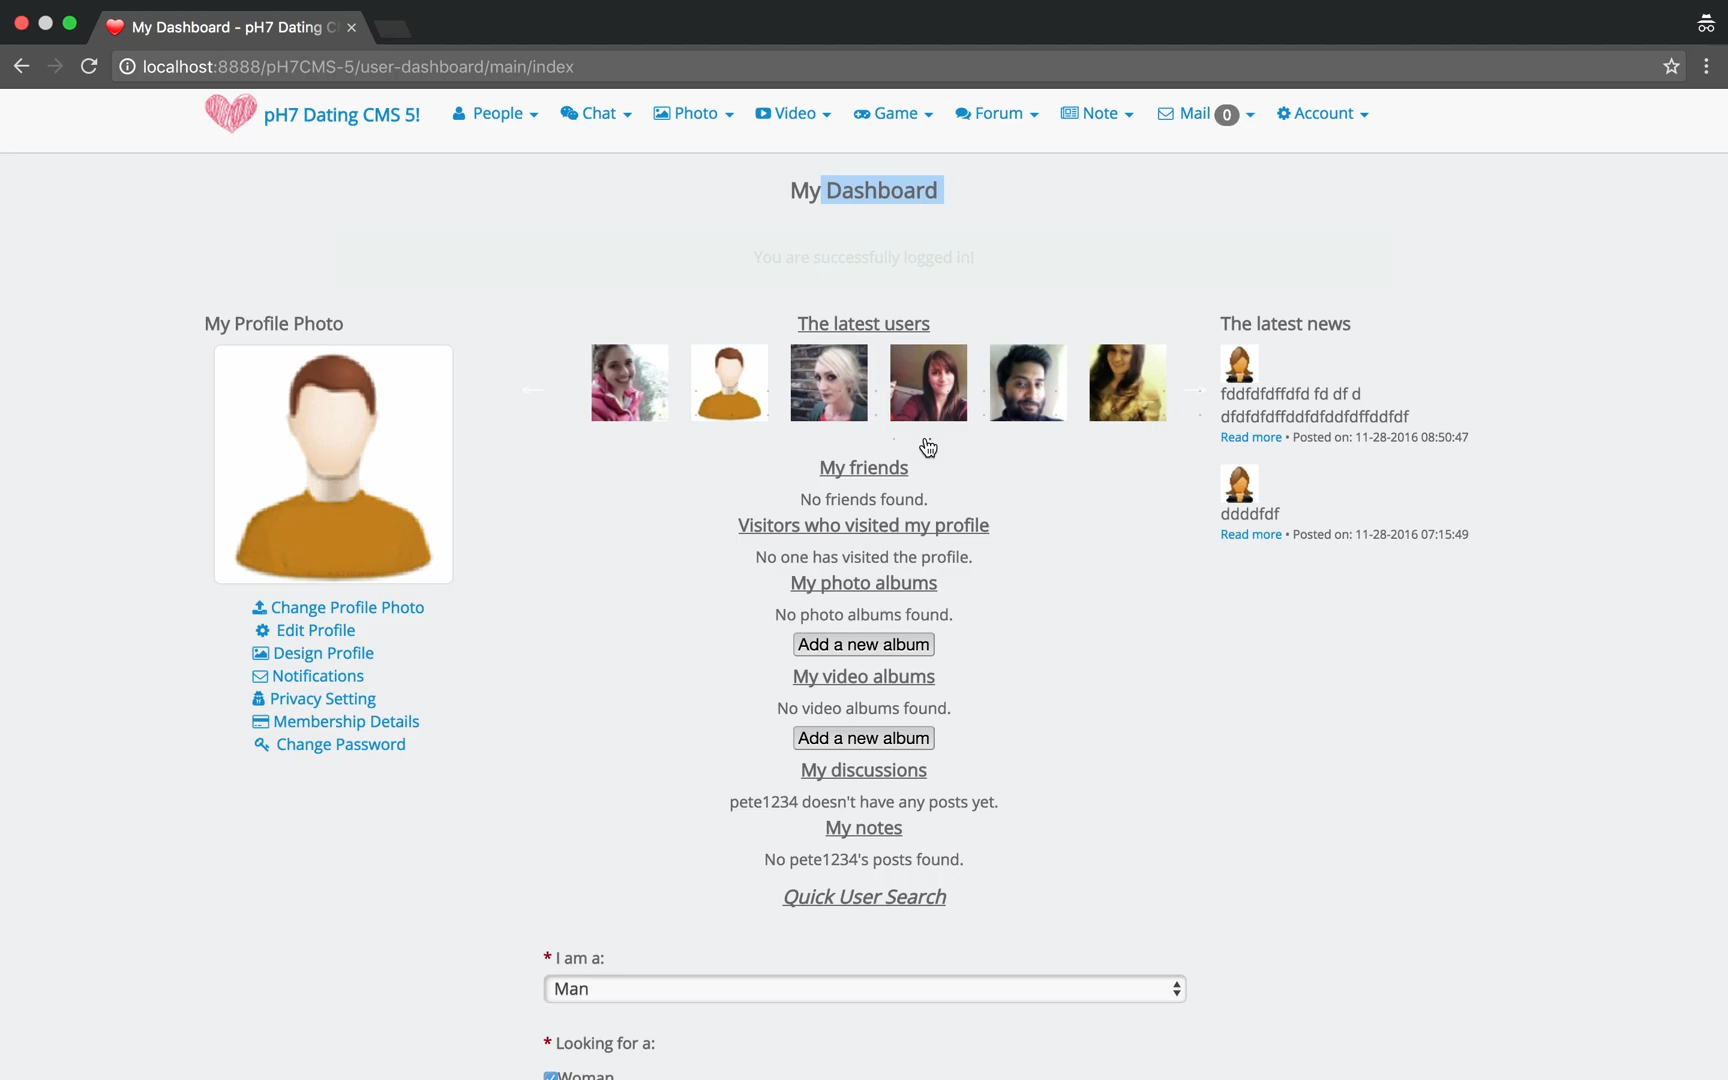 My Dashboard - pH7 Dating C
localhost:8888/pH7CMS-5/user-dashboard/main/index
pH7 Dating CMS 5!
People
Chat
Photo
Video
Game
Forum
Note
Mail 0
Account
My Dashboard
You are successfully logged in!
My Profile Photo
Change Profile Photo
Edit Profile
Design Profile
Notifications
Privacy Setting
Membership Details
Change Password
The latest users
My friends
No friends found.
Visitors who visited my profile
No one has visited the profile.
My photo albums
No photo albums found.
Add a new album
My video albums
No video albums found.
Add a new album
My discussions
pete1234 doesn't have any posts yet.
My notes
No pete1234's posts found.
Quick User Search
* I am a:
Man
* Looking for a:
Woman
The latest news
fddfdfdffdfd fd df d
dfdfdfdffddfdfddfdffddfdf
Read more • Posted on: 11-28-2016 08:50:47
ddddfdf
Read more • Posted on: 11-28-2016 07:15:49